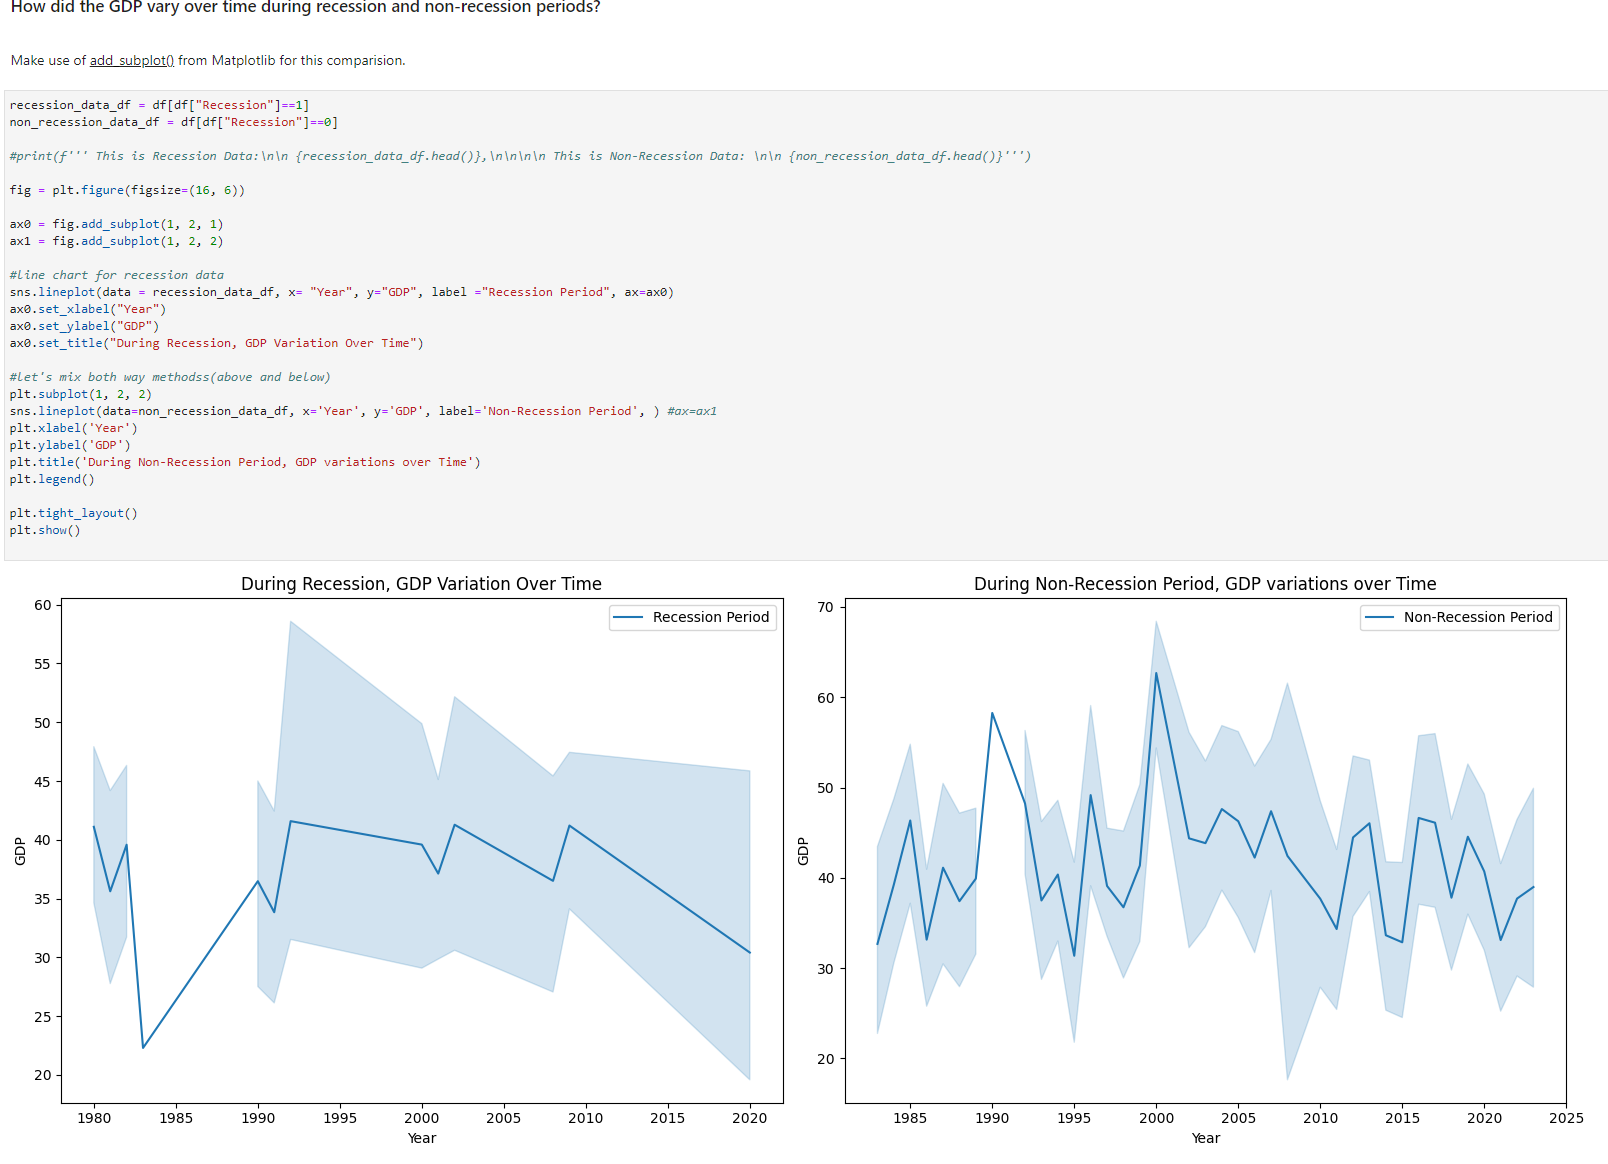 How did the GDP vary over time during recession and non-recession periods?
Make use of add_subplot() from Matplotlib for this comparision.
recession_data_df = df[df["Recession"]==1]
non_recession_data_df = df[df["Recession"]==0]
#print(f''' This is Recession Data:\n\n {recession_data_df.head()},\n\n\n\n This is Non-Recession Data: \n\n {non_recession_data_df.head()}''')
fig = plt.figure(figsize=(16, 6))
ax0 = fig.add_subplot(1, 2, 1)
ax1 = fig.add_subplot(1, 2, 2)
#line chart for recession data
sns.lineplot(data = recession_data_df, x= "Year", y="GDP", label ="Recession Period", ax=ax0)
ax0.set_xlabel("Year")
ax0.set_ylabel("GDP")
ax0.set_title("During Recession, GDP Variation Over Time")
#let's mix both way methodss(above and below)
plt.subplot(1, 2, 2)
sns.lineplot(data=non_recession_data_df, x='Year', y='GDP', label='Non-Recession Period', ) #ax=ax1
plt.xlabel('Year')
plt.ylabel('GDP')
plt.title('During Non-Recession Period, GDP variations over Time')
plt.legend()
plt.tight_layout()
plt.show()
During Recession, GDP Variation Over Time
Recession Period
60
55
50
45
40
35
30
25
20
GDP
1980 1985 1990 1995 2000 2005 2010 2015 2020
Year
During Non-Recession Period, GDP variations over Time
Non-Recession Period
70
60
50
40
30
20
GDP
1985 1990 1995 2000 2005 2010 2015 2020 2025
Year